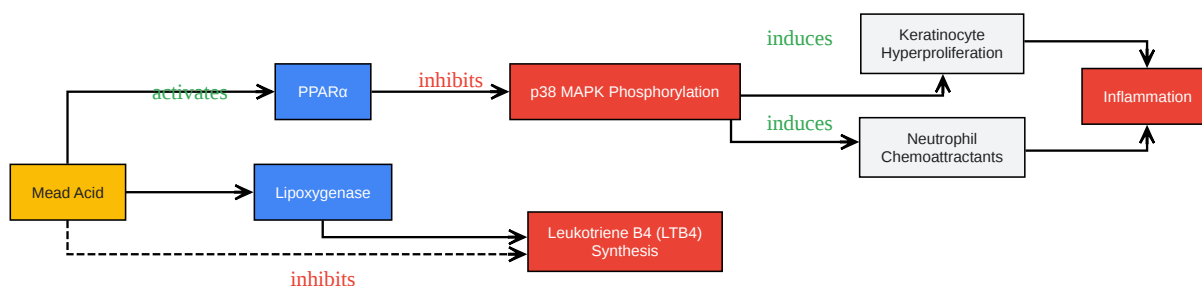 induces
Keratinocyte
Hyperproliferation
activates
PPARα
inhibits
p38 MAPK Phosphorylation
Inflammation
induces
Neutrophil
Chemoattractants
Mead Acid
Lipoxygenase
Leukotriene B4 (LTB4)
Synthesis
inhibits